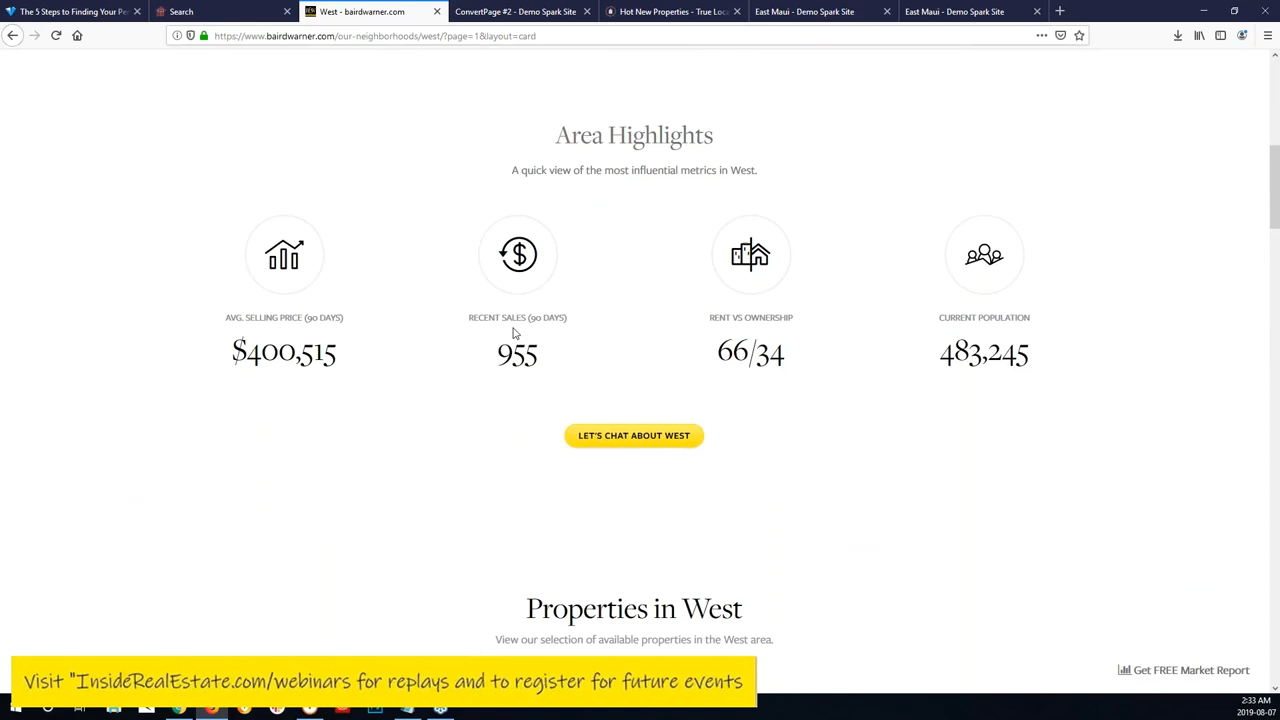 The 5 Steps to Finding Your Pe
Search
West - bairdwarner.com
ConvertPage #2 - Demo Spark Site
Hot New Properties - True Loca
East Maui - Demo Spark Site
East Maui - Demo Spark Site
https://www.bairdwarner.com/our-neighborhoods/west/?page=1&layout=card
Area Highlights
A quick view of the most influential metrics in West.
AVG. SELLING PRICE (90 DAYS)
RECENT SALES (90 DAYS)
RENT VS OWNERSHIP
CURRENT POPULATION
$400,515
955
66/34
483,245
LET'S CHAT ABOUT WEST
Properties in West
View our selection of available properties in the West area.
Get FREE Market Report
Visit "InsideRealEstate.com/webinars for replays and to register for future events
2:33 AM
2019-08-07